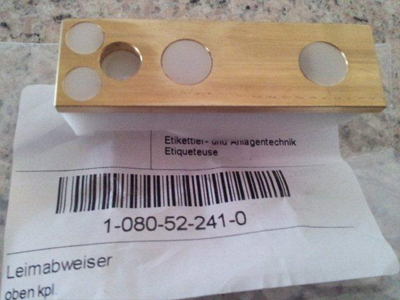 Etikettier- und Anlagentechnik
Etiqueteuse
1-080-52-241-0
Leimabweiser
oben kpl.